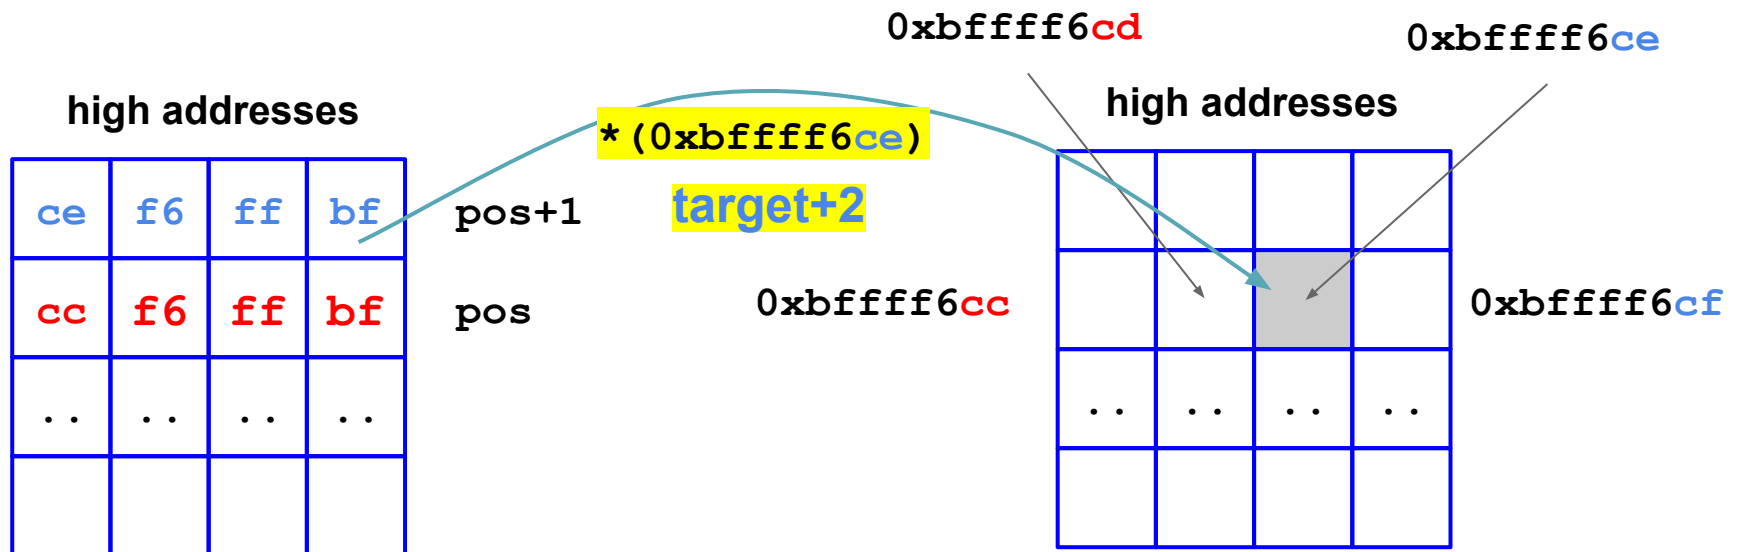 0xbffff6cd
0xbffff6ce
high addresses
*(0xbffff6ce)
high addresses
ce f6 ff bf pos+1
target+2
cc f6 ff bf pos
0xbffff6cc
0xbffff6cf
.. .. .. ..
.. .. .. ..